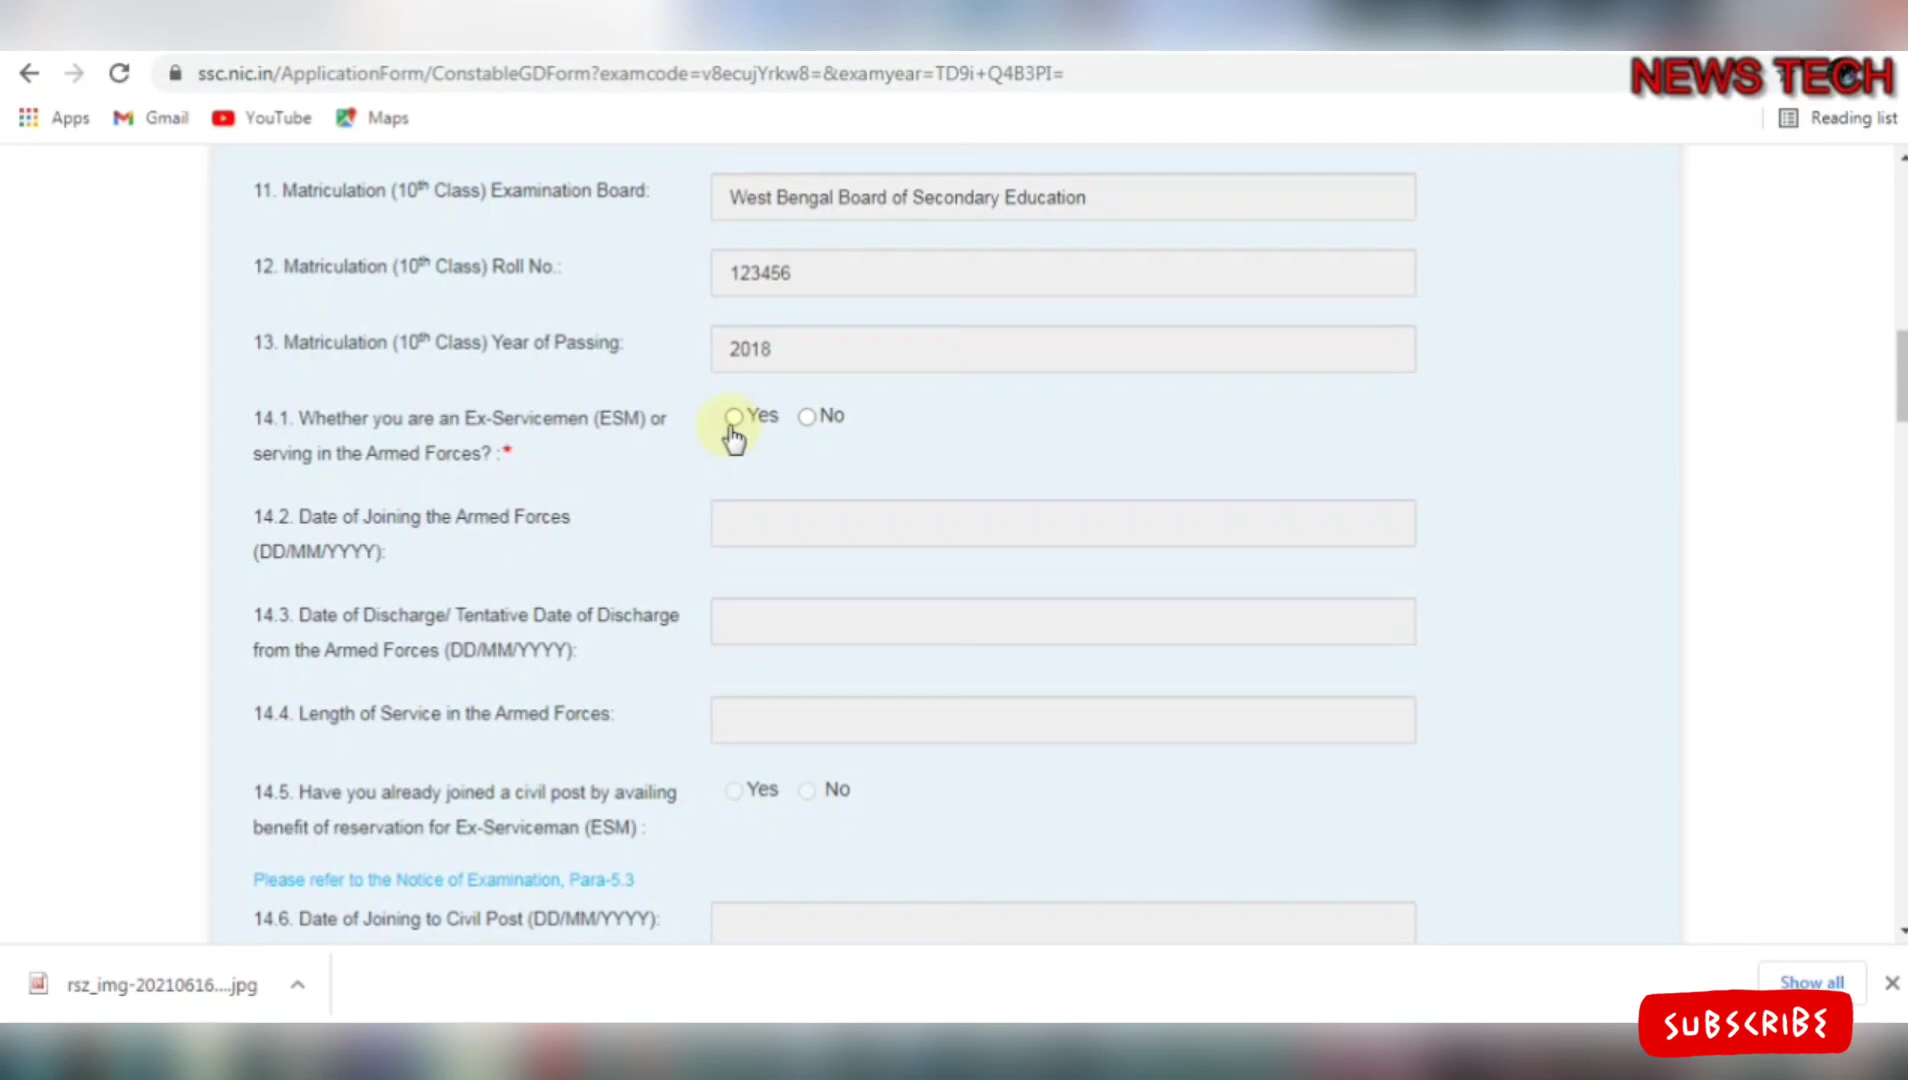 ssc.nic.in/ApplicationForm/ConstableGDForm?examcode=v8ecujYrkw8=&examyear=TD9i+Q4B3PI=
NEWS TECH
Apps Gmail YouTube Maps Reading list
11. Matriculation (10th Class) Examination Board: West Bengal Board of Secondary Education
12. Matriculation (10th Class) Roll No.: 123456
13. Matriculation (10th Class) Year of Passing: 2018
14.1. Whether you are an Ex-Servicemen (ESM) or Yes No
serving in the Armed Forces? :*
14.2. Date of Joining the Armed Forces
(DD/MM/YYYY):
14.3. Date of Discharge/ Tentative Date of Discharge
from the Armed Forces (DD/MM/YYYY):
14.4. Length of Service in the Armed Forces:
14.5. Have you already joined a civil post by availing Yes No
benefit of reservation for Ex-Serviceman (ESM) :
Please refer to the Notice of Examination, Para-5.3
14.6. Date of Joining to Civil Post (DD/MM/YYYY):
rsz_img-20210616....jpg Show all
SUBSCRIBE